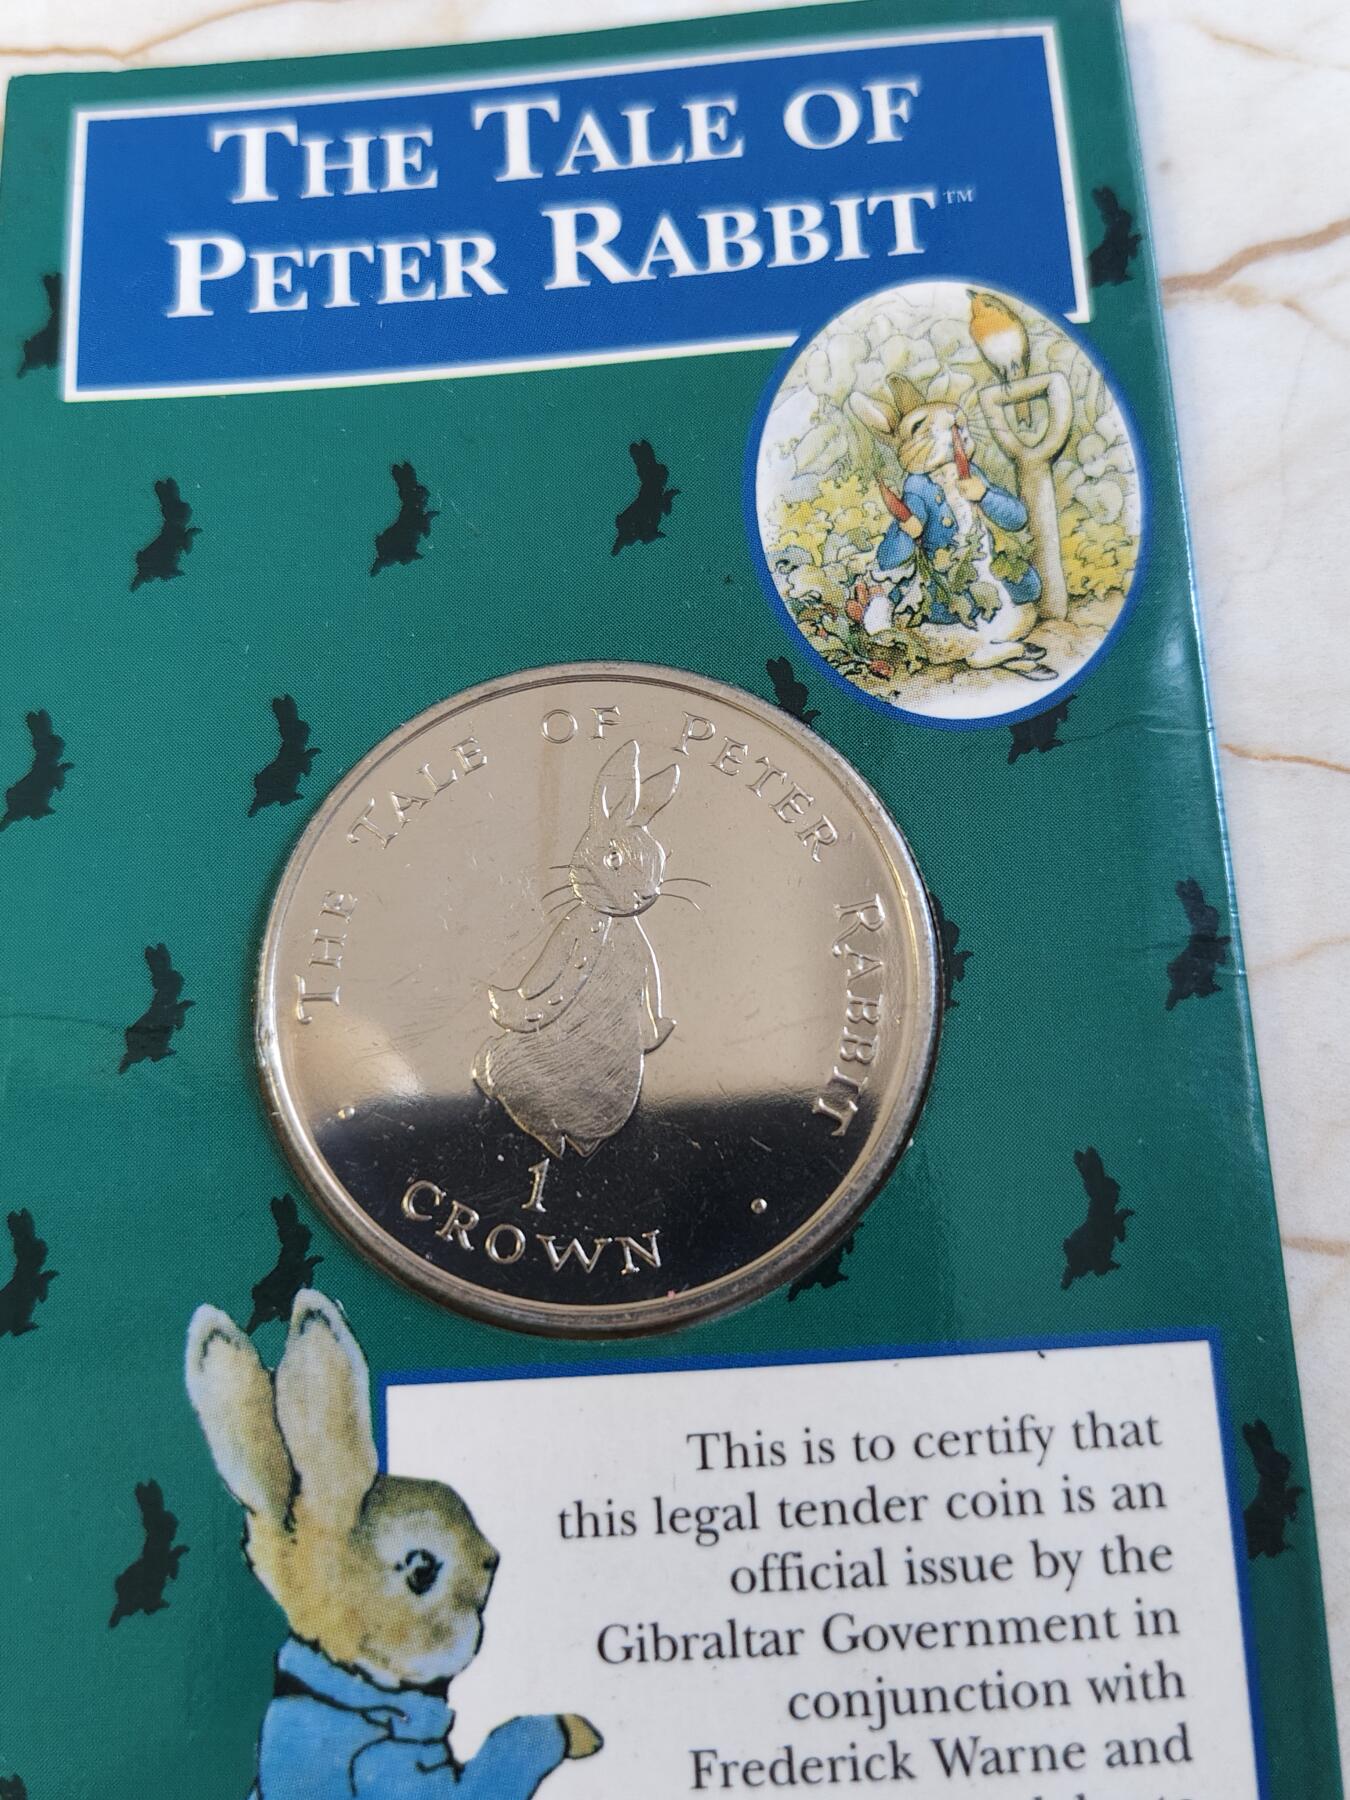 THE TALE OF
PETER RABBIT™
THE TALE OF PETER RABBIT
1
CROWN
This is to certify that
this legal tender coin is an
official issue by the
Gibraltar Government in
conjunction with
Frederick Warne and